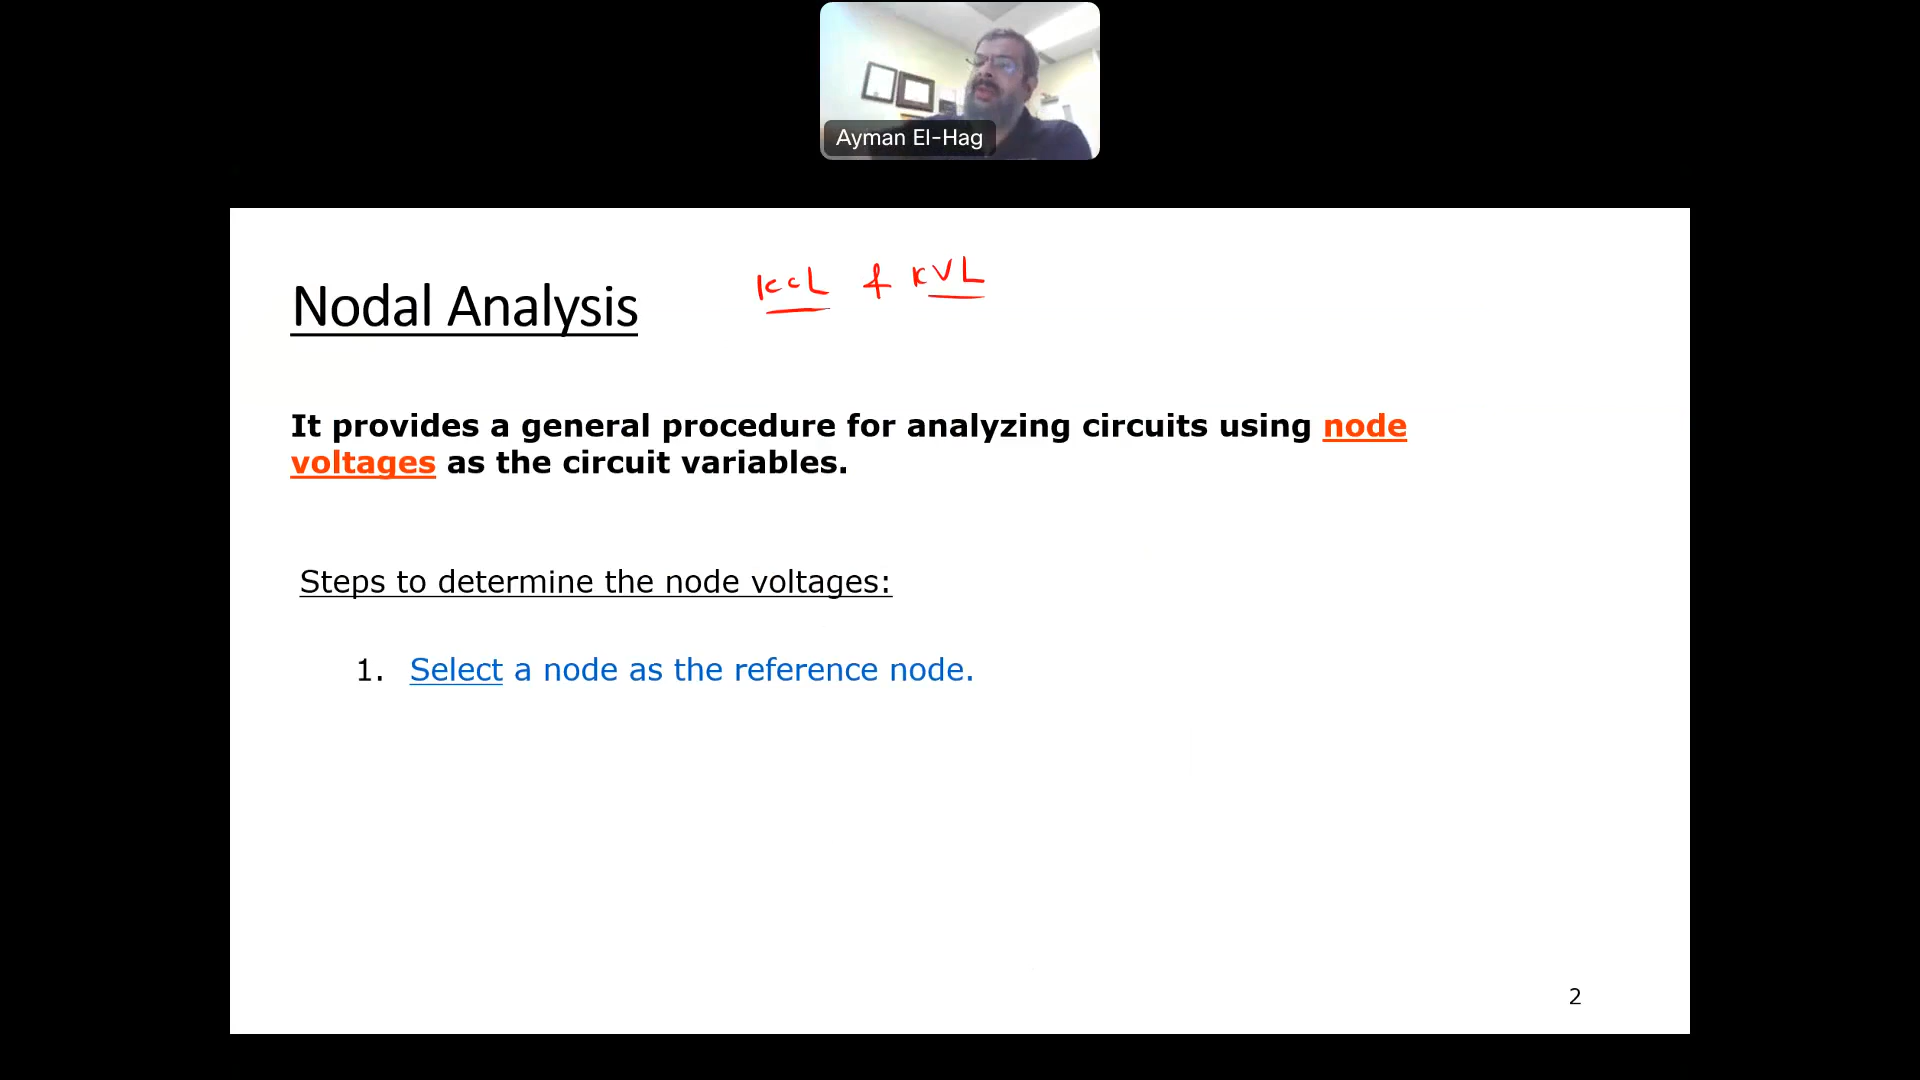 Ayman El-Hag
KCL & KVL
Nodal Analysis
It provides a general procedure for analyzing circuits using node
voltages as the circuit variables.
Steps to determine the node voltages:
1. Select a node as the reference node.
2